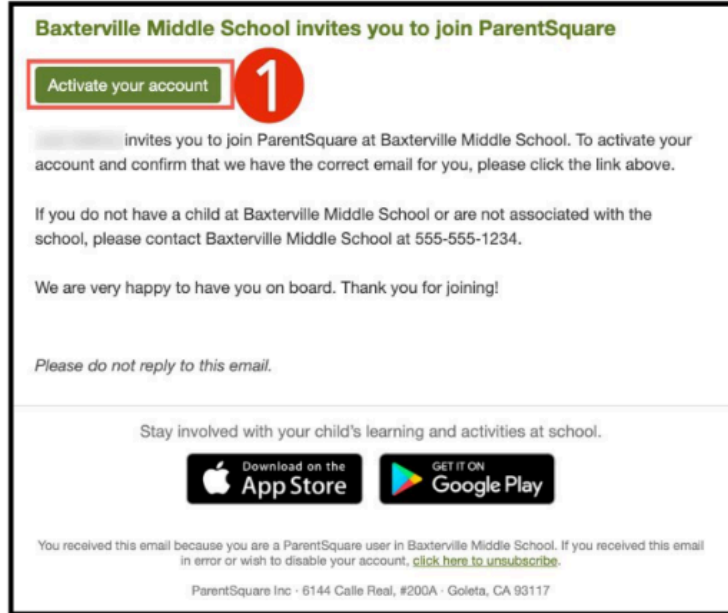 Baxterville Middle School invites you to join ParentSquare
Activate your account
1
invites you to join ParentSquare at Baxterville Middle School. To activate your
account and confirm that we have the correct email for you, please click the link above.
If you do not have a child at Baxterville Middle School or are not associated with the
school, please contact Baxterville Middle School at 555-555-1234.
We are very happy to have you on board. Thank you for joining!
Please do not reply to this email.
Stay involved with your child's learning and activities at school.
Download on the
App Store
GET IT ON
Google Play
You received this email because you are a ParentSquare user in Baxterville Middle School. If you received this email
in error or wish to disable your account, click here to unsubscribe.
ParentSquare Inc · 6144 Calle Real, #200A · Goleta, CA 93117